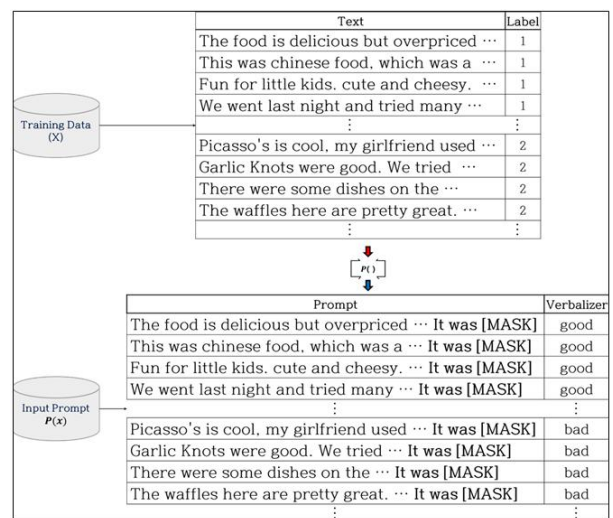 Text Label
The food is delicious but overpriced ⋯ 1
This was chinese food, which was a ⋯ 1
Fun for little kids. cute and cheesy. ⋯ 1
We went last night and tried many ⋯ 1
⋮ ⋮
Training Data
(X)
Picasso's is cool, my girlfriend used ⋯ 2
Garlic Knots were good. We tried ⋯ 2
There were some dishes on the ⋯ 2
The waffles here are pretty great. ⋯ 2
⋮ ⋮
P( )
Prompt Verbalizer
The food is delicious but overpriced ⋯ It was [MASK] good
This was chinese food, which was a ⋯ It was [MASK] good
Fun for little kids. cute and cheesy. ⋯ It was [MASK] good
We went last night and tried many ⋯ It was [MASK] good
⋮ ⋮
Input Prompt
P(x)
Picasso's is cool, my girlfriend used ⋯ It was [MASK] bad
Garlic Knots were good. We tried ⋯ It was [MASK] bad
There were some dishes on the ⋯ It was [MASK] bad
The waffles here are pretty great. ⋯ It was [MASK] bad
⋮ ⋮